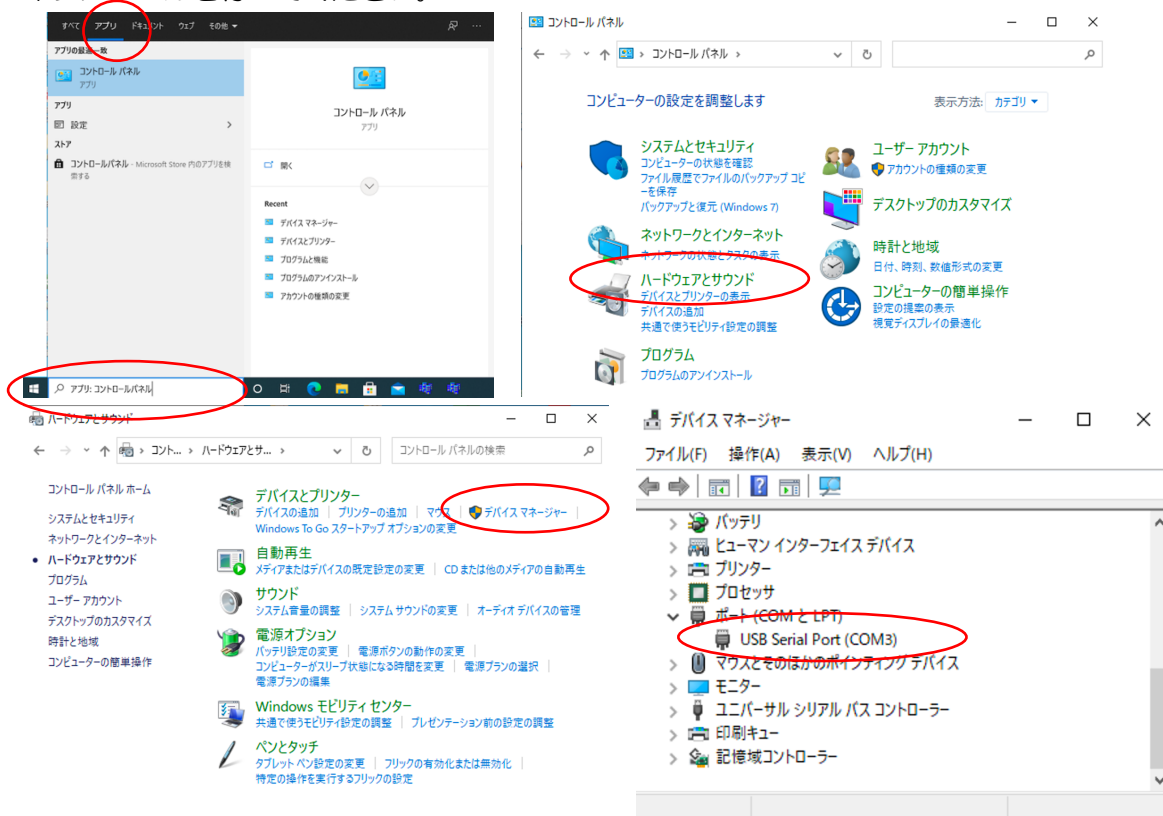 すべて アプリ ドキュメント ウェブ その他
アプリの最適一致
コントロール パネル
アプリ
アプリ
設定
ストア
コントロールパネル - Microsoft Store 内のアプリを検
索する
コントロール パネル
アプリ
開く
Recent
デバイス マネージャー
デバイスとプリンター
プログラムと機能
プログラムのアンインストール
アカウントの種類の変更
アプリ: コントロールパネル
コントロール パネル
コントロール パネル
コンピューターの設定を調整します
表示方法: カテゴリ
システムとセキュリティ
コンピューターの状態を確認
ファイル履歴でファイルのバックアップ コピ
ーを保存
バックアップと復元 (Windows 7)
ネットワークとインターネット
ネットワークの状態とタスクの表示
ハードウェアとサウンド
デバイスとプリンターの表示
デバイスの追加
共通で使うモビリティ設定の調整
プログラム
プログラムのアンインストール
ユーザー アカウント
アカウントの種類の変更
デスクトップのカスタマイズ
時計と地域
日付、時刻、数値形式の変更
コンピューターの簡単操作
設定の提案の表示
視覚ディスプレイの最適化
ハードウェアとサウンド
コント... ハードウェアとサ...
コントロール パネルの検索
コントロール パネル ホーム
システムとセキュリティ
ネットワークとインターネット
ハードウェアとサウンド
プログラム
ユーザー アカウント
デスクトップのカスタマイズ
時計と地域
コンピューターの簡単操作
デバイスとプリンター
デバイスの追加 プリンターの追加 マウス デバイス マネージャー
Windows To Go スタートアップ オプションの変更
自動再生
メディアまたはデバイスの既定設定の変更 CD または他のメディアの自動再生
サウンド
システム音量の調整 システム サウンドの変更 オーディオ デバイスの管理
電源オプション
バッテリ設定の変更 電源ボタンの動作の変更
コンピューターがスリープ状態になる時間を変更 電源プランの選択
電源プランの編集
Windows モビリティ センター
共通で使うモビリティ設定の調整 プレゼンテーション前の設定の調整
ペンとタッチ
タブレット ペン設定の変更 フリックの有効化または無効化
特定の操作を実行するフリックの設定
デバイス マネージャー
ファイル(F) 操作(A) 表示(V) ヘルプ(H)
バッテリ
ヒューマン インターフェイス デバイス
プリンター
プロセッサ
ポート (COM と LPT)
USB Serial Port (COM3)
マウスとそのほかのポインティング デバイス
モニター
ユニバーサル シリアル バス コントローラー
印刷キュー
記憶域コントローラー